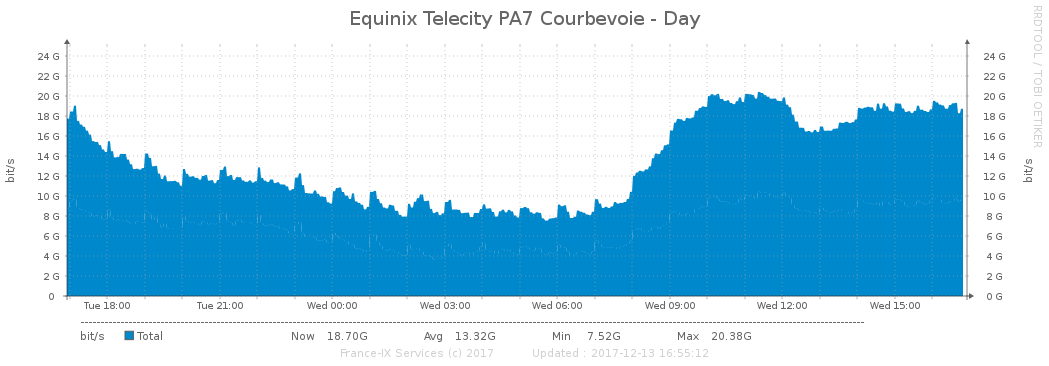 Equinix Telecity PA7 Courbevoie - Day
RRDTOOL / TOBI OETIKER
bit/s
24 G
22 G
20 G
18 G
16 G
14 G
12 G
10 G
8 G
6 G
4 G
2 G
0
24 G
22 G
20 G
18 G
16 G
14 G
12 G
10 G
8 G
6 G
4 G
2 G
0 G
bit/s
Tue 18:00 Tue 21:00 Wed 00:00 Wed 03:00 Wed 06:00 Wed 09:00 Wed 12:00 Wed 15:00
bit/s Total Now 18.70G Avg 13.32G Min 7.52G Max 20.38G
France-IX Services (c) 2017 Updated : 2017-12-13 16:55:12